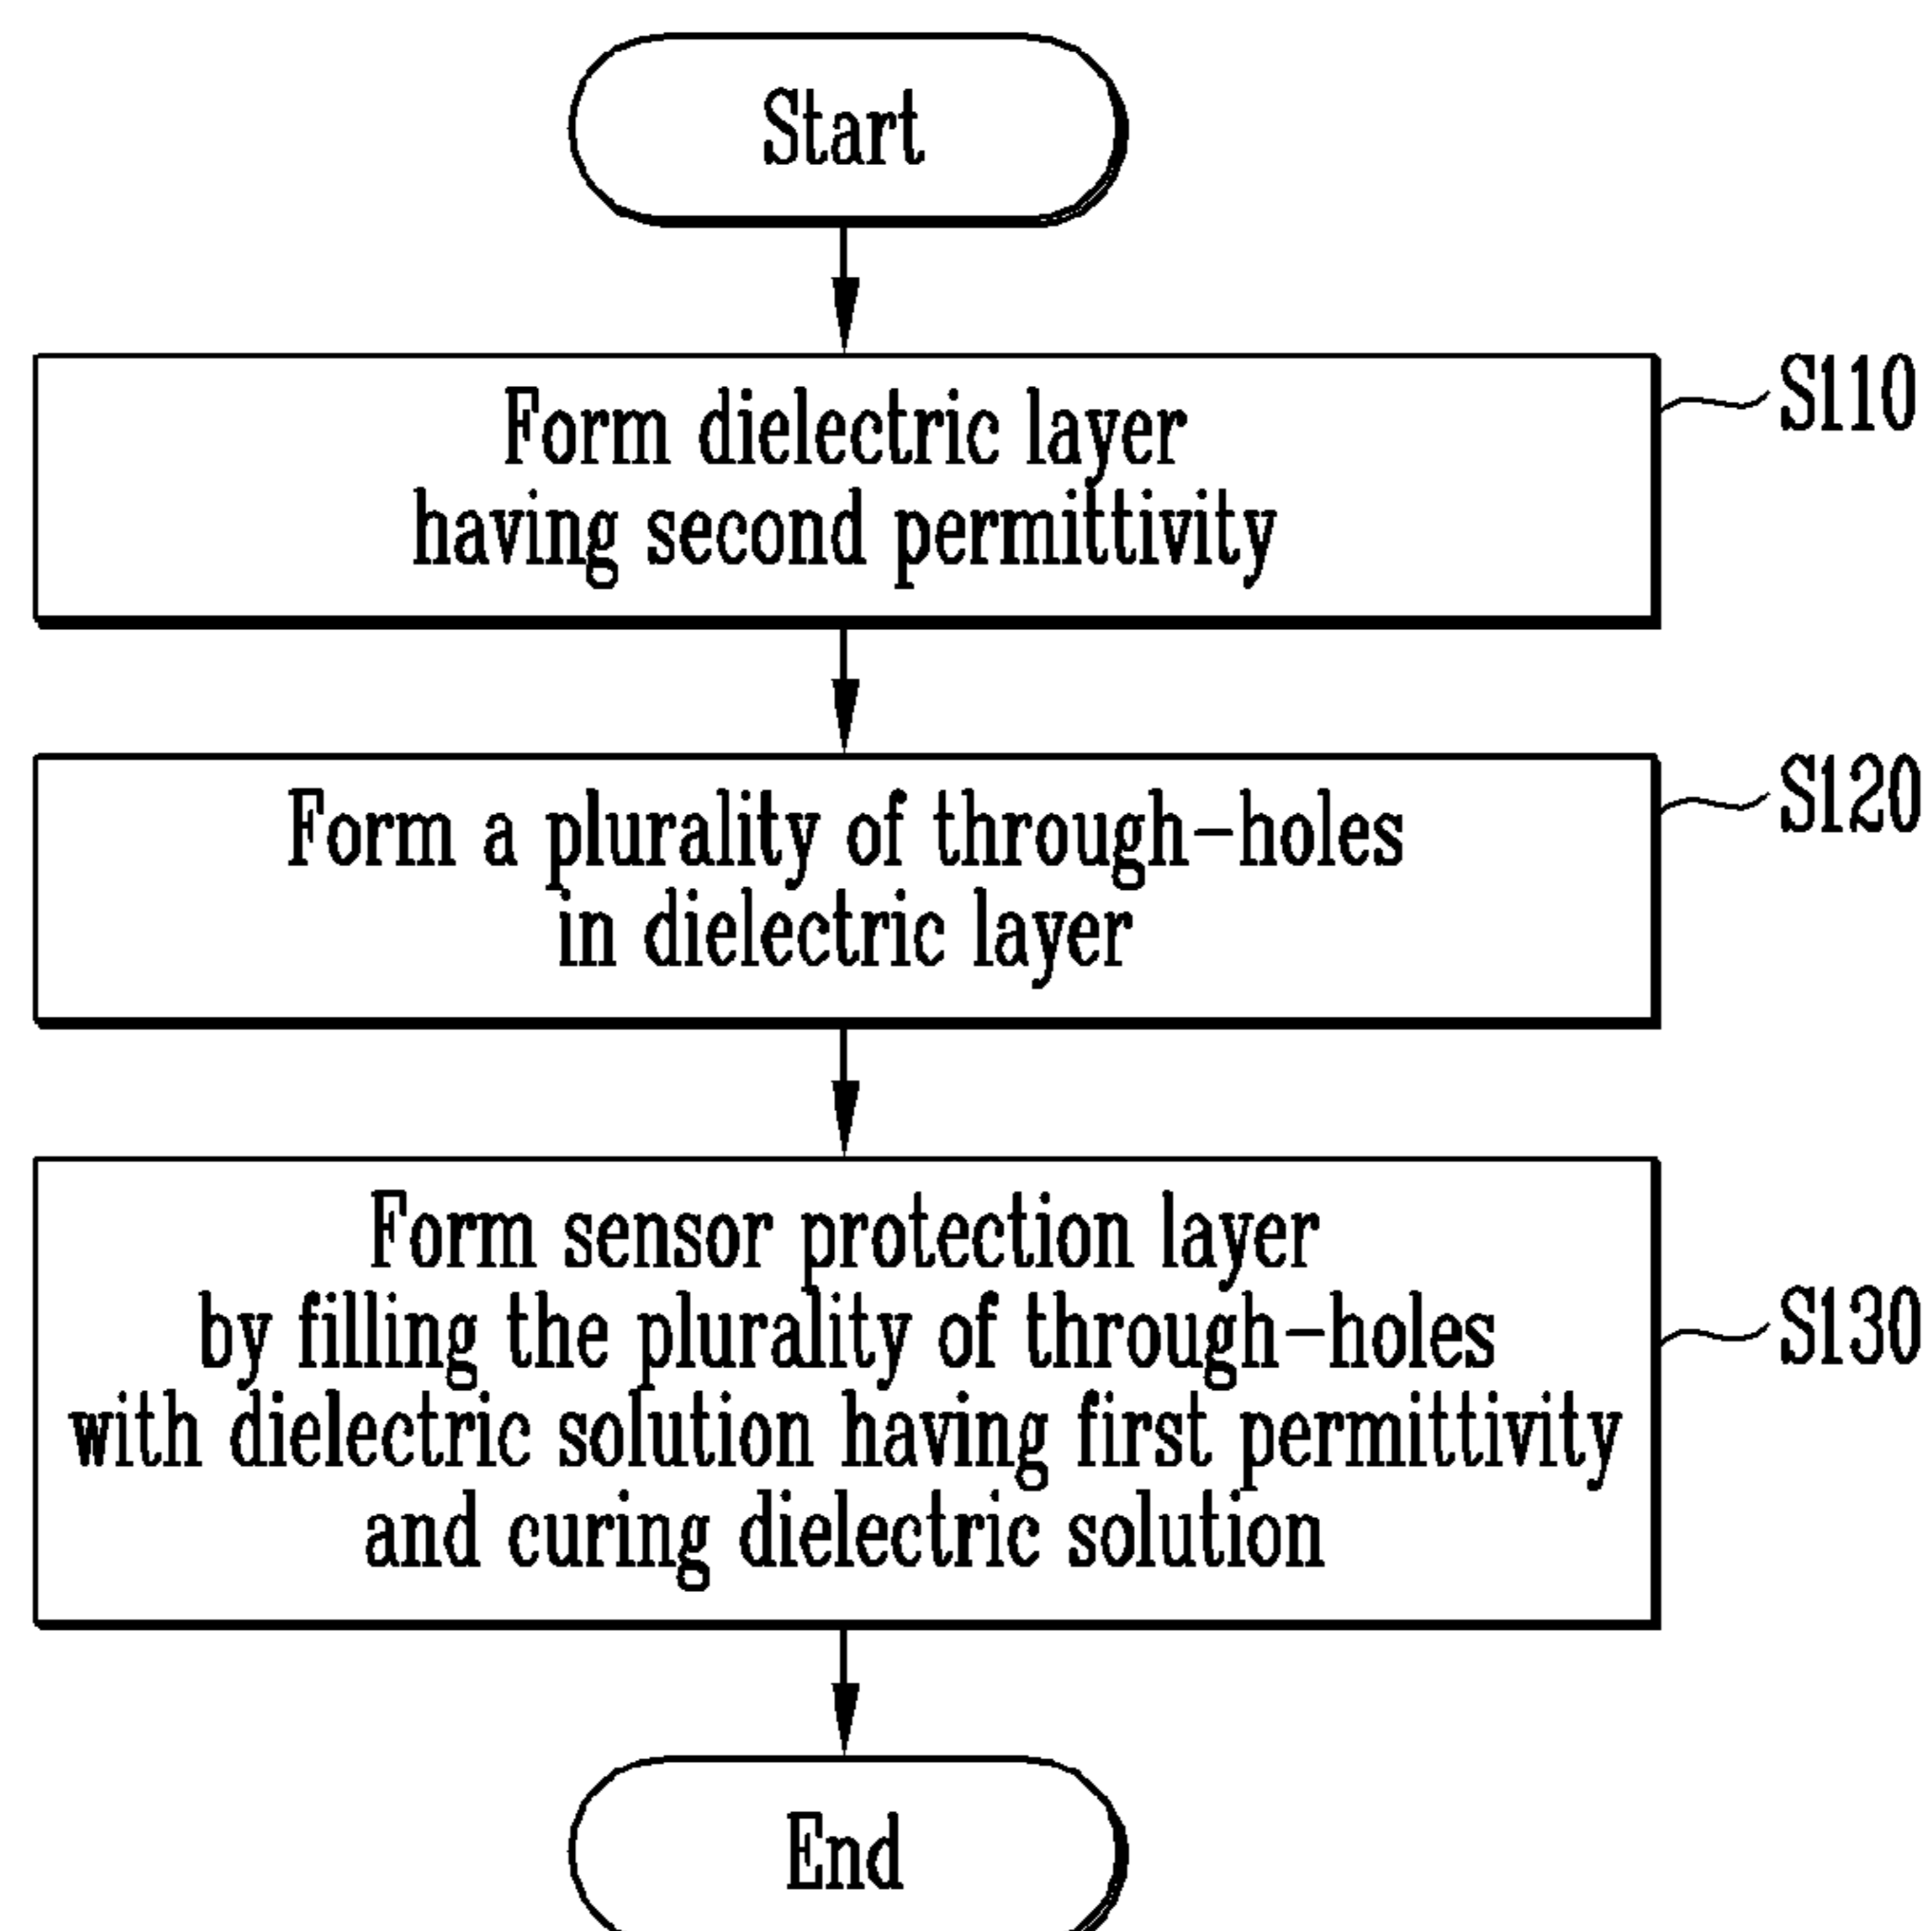 Start
Form dielectric layer
having second permittivity
S110
Form a plurality of through-holes
in dielectric layer
S120
Form sensor protection layer
by filling the plurality of through-holes
with dielectric solution having first permittivity
and curing dielectric solution
S130
End